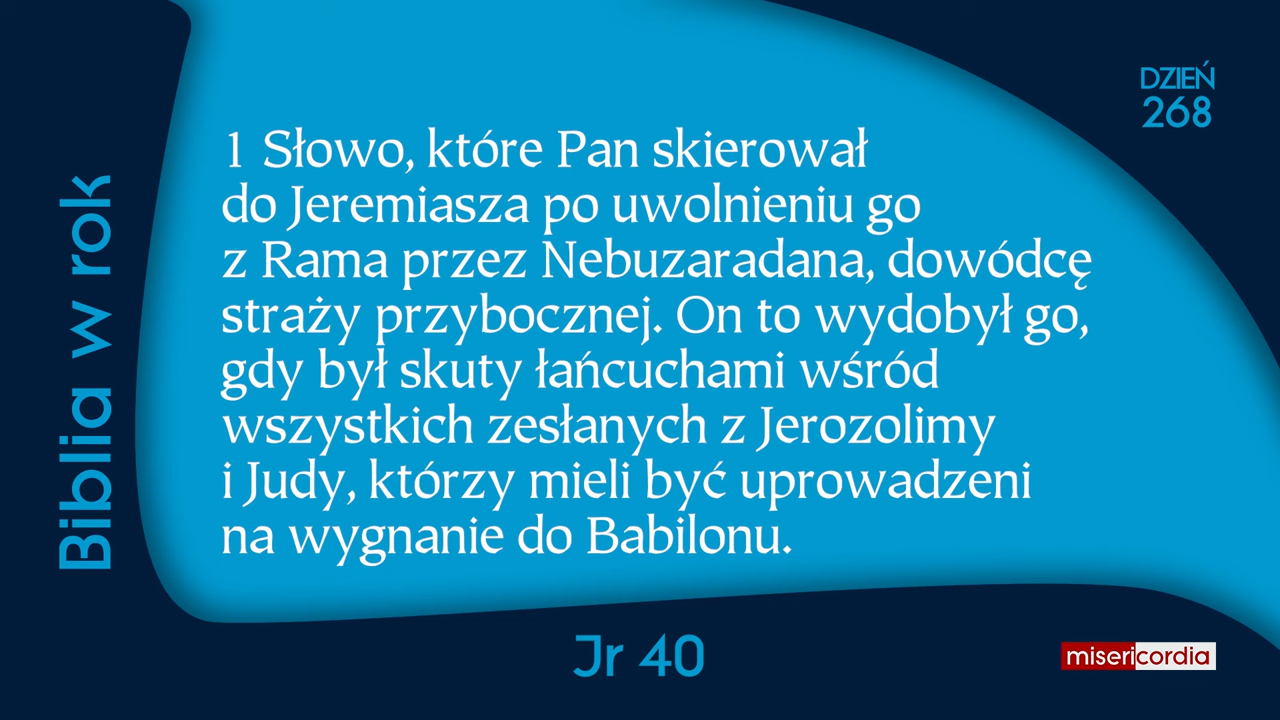 DZIEŃ
268
Biblia w rok
1 Słowo, które Pan skierował
do Jeremiasza po uwolnieniu go
z Rama przez Nebuzaradana, dowódcę
straży przybocznej. On to wydobył go,
gdy był skuty łańcuchami wśród
wszystkich zesłanych z Jerozolimy
i Judy, którzy mieli być uprowadzeni
na wygnanie do Babilonu.
Jr 40
misericordia